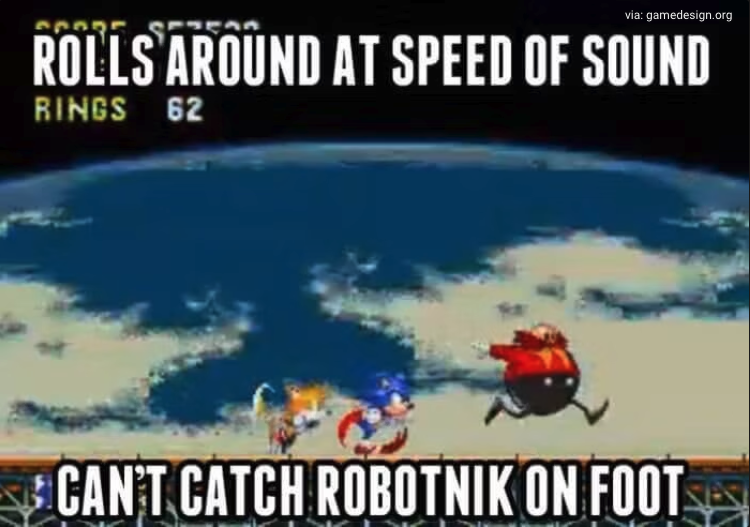 via: gamedesign.org
ROLLS AROUND AT SPEED OF SOUND
RINGS 62
CAN'T CATCH ROBOTNIK ON FOOT